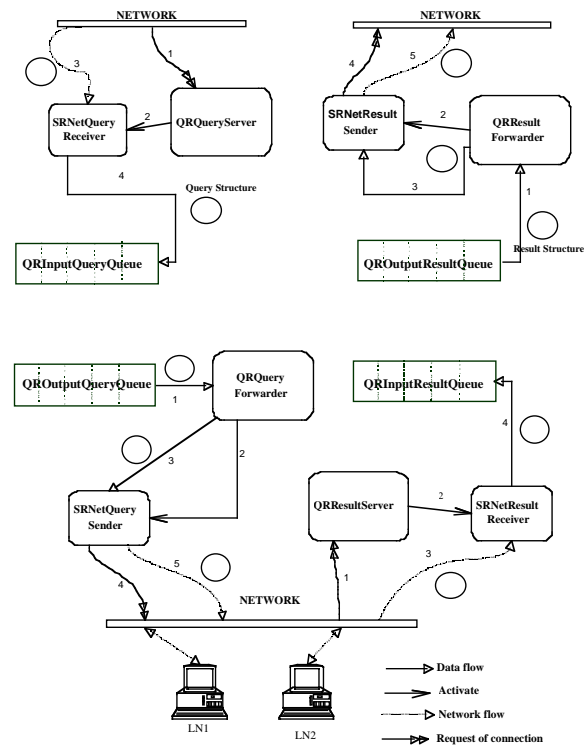 NETWORK
1
3
SRNetQuery
Receiver
2
QRQueryServer
4
Query Structure
QRInputQueryQueue
NETWORK
4
5
SRNetResult
Sender
2
QRResult
Forwarder
3
1
QROutputResultQueue
Result Structure
QROutputQueryQueue
1
QRQuery
Forwarder
3
2
SRNetQuery
Sender
4
5
QRInputResultQueue
4
QRResultServer
2
SRNetResult
Receiver
3
1
NETWORK
LN1
LN2
Data flow
Activate
Network flow
Request of connection